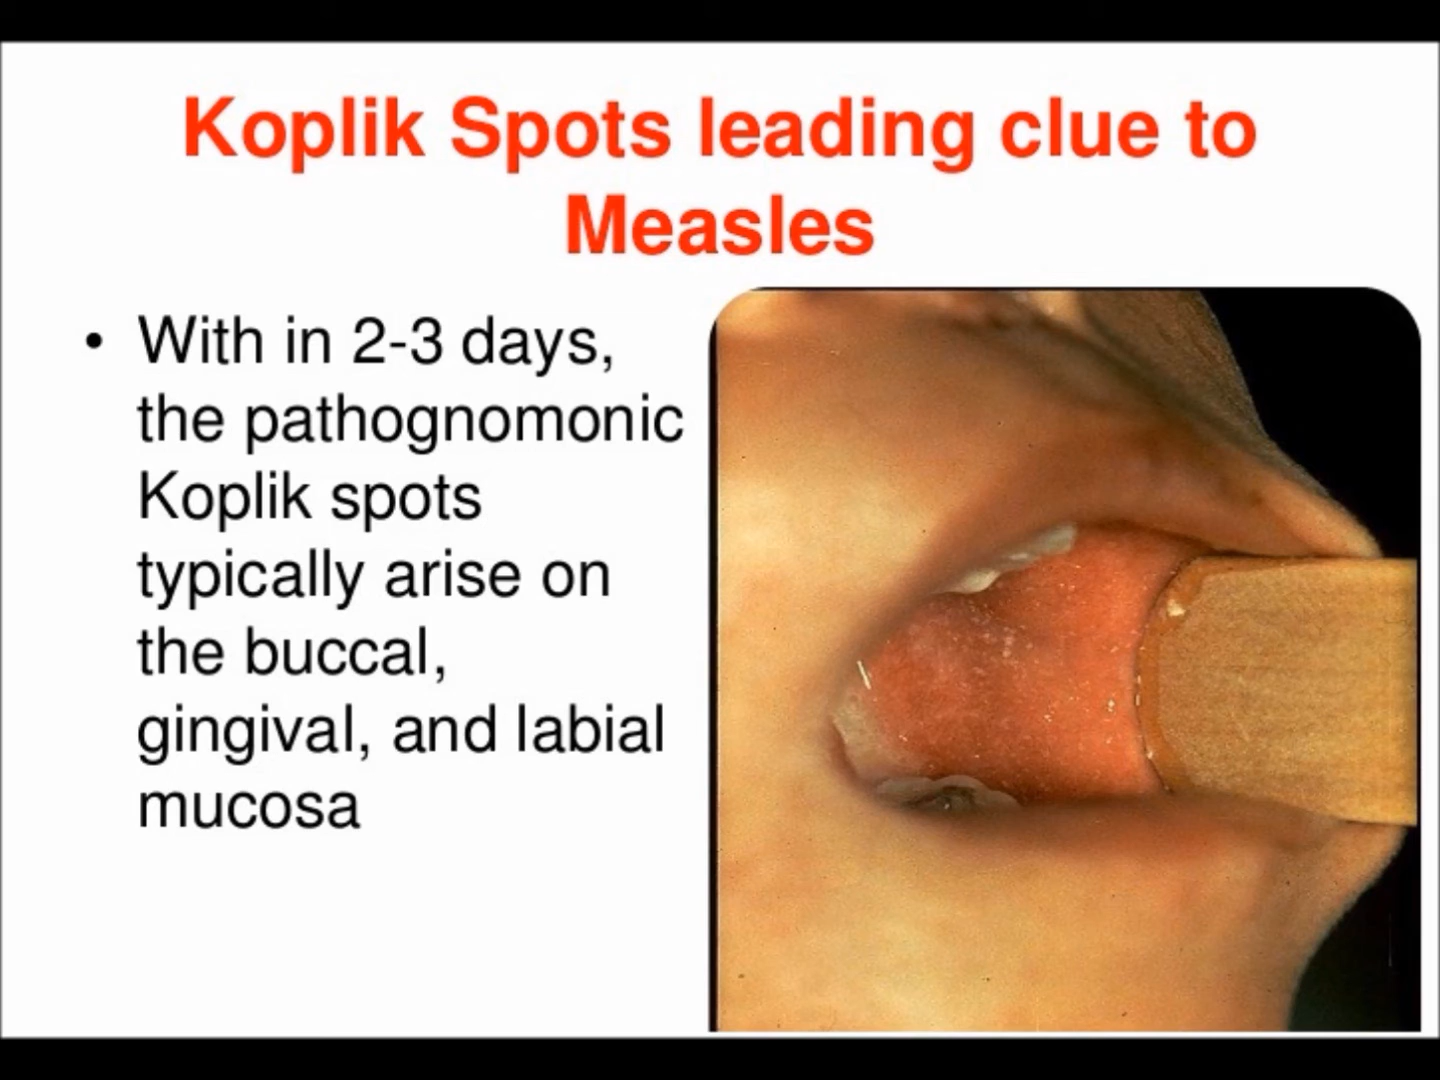 Koplik Spots leading clue to
Measles
• With in 2-3 days,
the pathognomonic
Koplik spots
typically arise on
the buccal,
gingival, and labial
mucosa